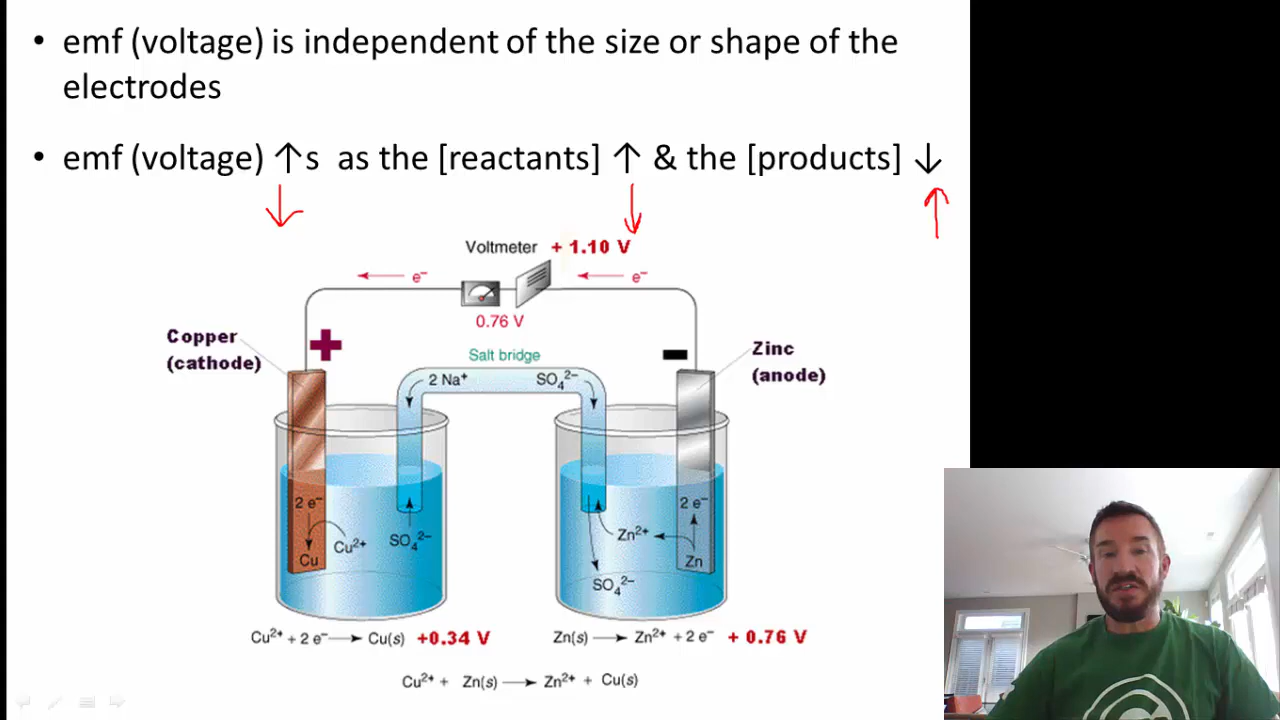 • emf (voltage) is independent of the size or shape of the
electrodes
• emf (voltage) ↑s as the [reactants] ↑ & the [products] ↓
↓ ↓ ↑
Voltmeter + 1.10 V
← e⁻ ← e⁻
0.76 V
Copper
(cathode)
+
Salt bridge
−
Zinc
(anode)
2 Na⁺ SO₄²⁻
2 e⁻
Cu²⁺
Cu
SO₄²⁻
Zn²⁺
2 e⁻
Zn
SO₄²⁻
Cu²⁺ + 2 e⁻ → Cu(s) +0.34 V
Zn(s) → Zn²⁺ + 2 e⁻ + 0.76 V
Cu²⁺ + Zn(s) → Zn²⁺ + Cu(s)